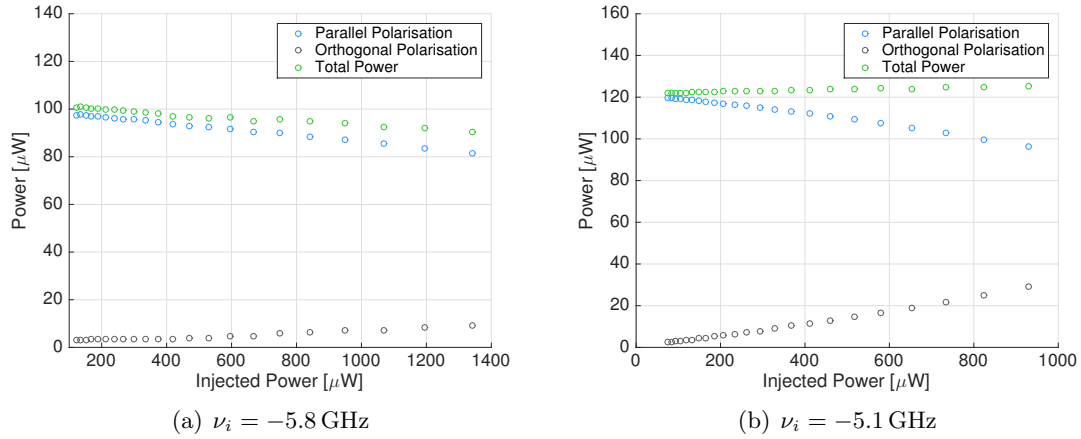 140
120
100
80
60
40
20
0
Power [μW]
200 400 600 800 1000 1200 1400
Injected Power [μW]
Parallel Polarisation
Orthogonal Polarisation
Total Power
(a) ν_i = −5.8 GHz
160
140
120
100
80
60
40
20
0
Power [μW]
0 200 400 600 800 1000
Injected Power [μW]
Parallel Polarisation
Orthogonal Polarisation
Total Power
(b) ν_i = −5.1 GHz